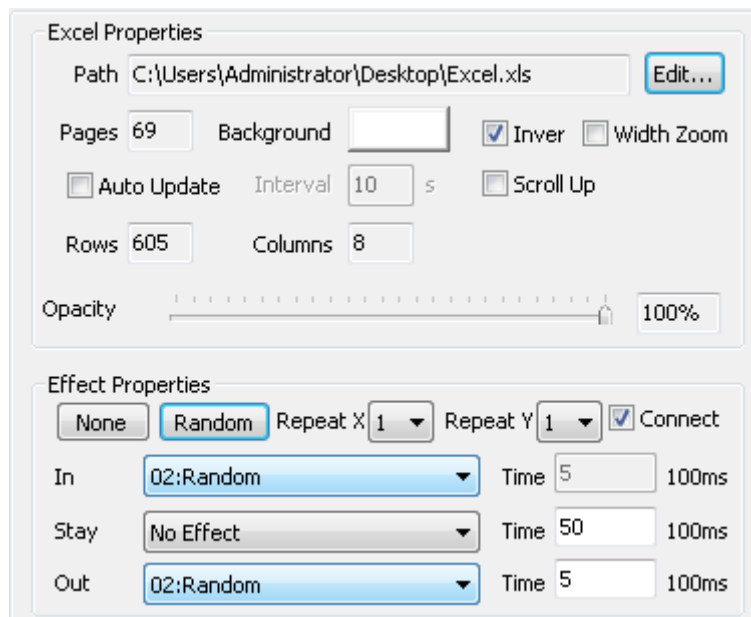 Excel Properties
Path C:\Users\Administrator\Desktop\Excel.xls Edit...
Pages 69 Background Inver Width Zoom
Auto Update Interval 10 s Scroll Up
Rows 605 Columns 8
Opacity 100%
Effect Properties
None Random Repeat X 1 Repeat Y 1 Connect
In 02:Random Time 5 100ms
Stay No Effect Time 50 100ms
Out 02:Random Time 5 100ms